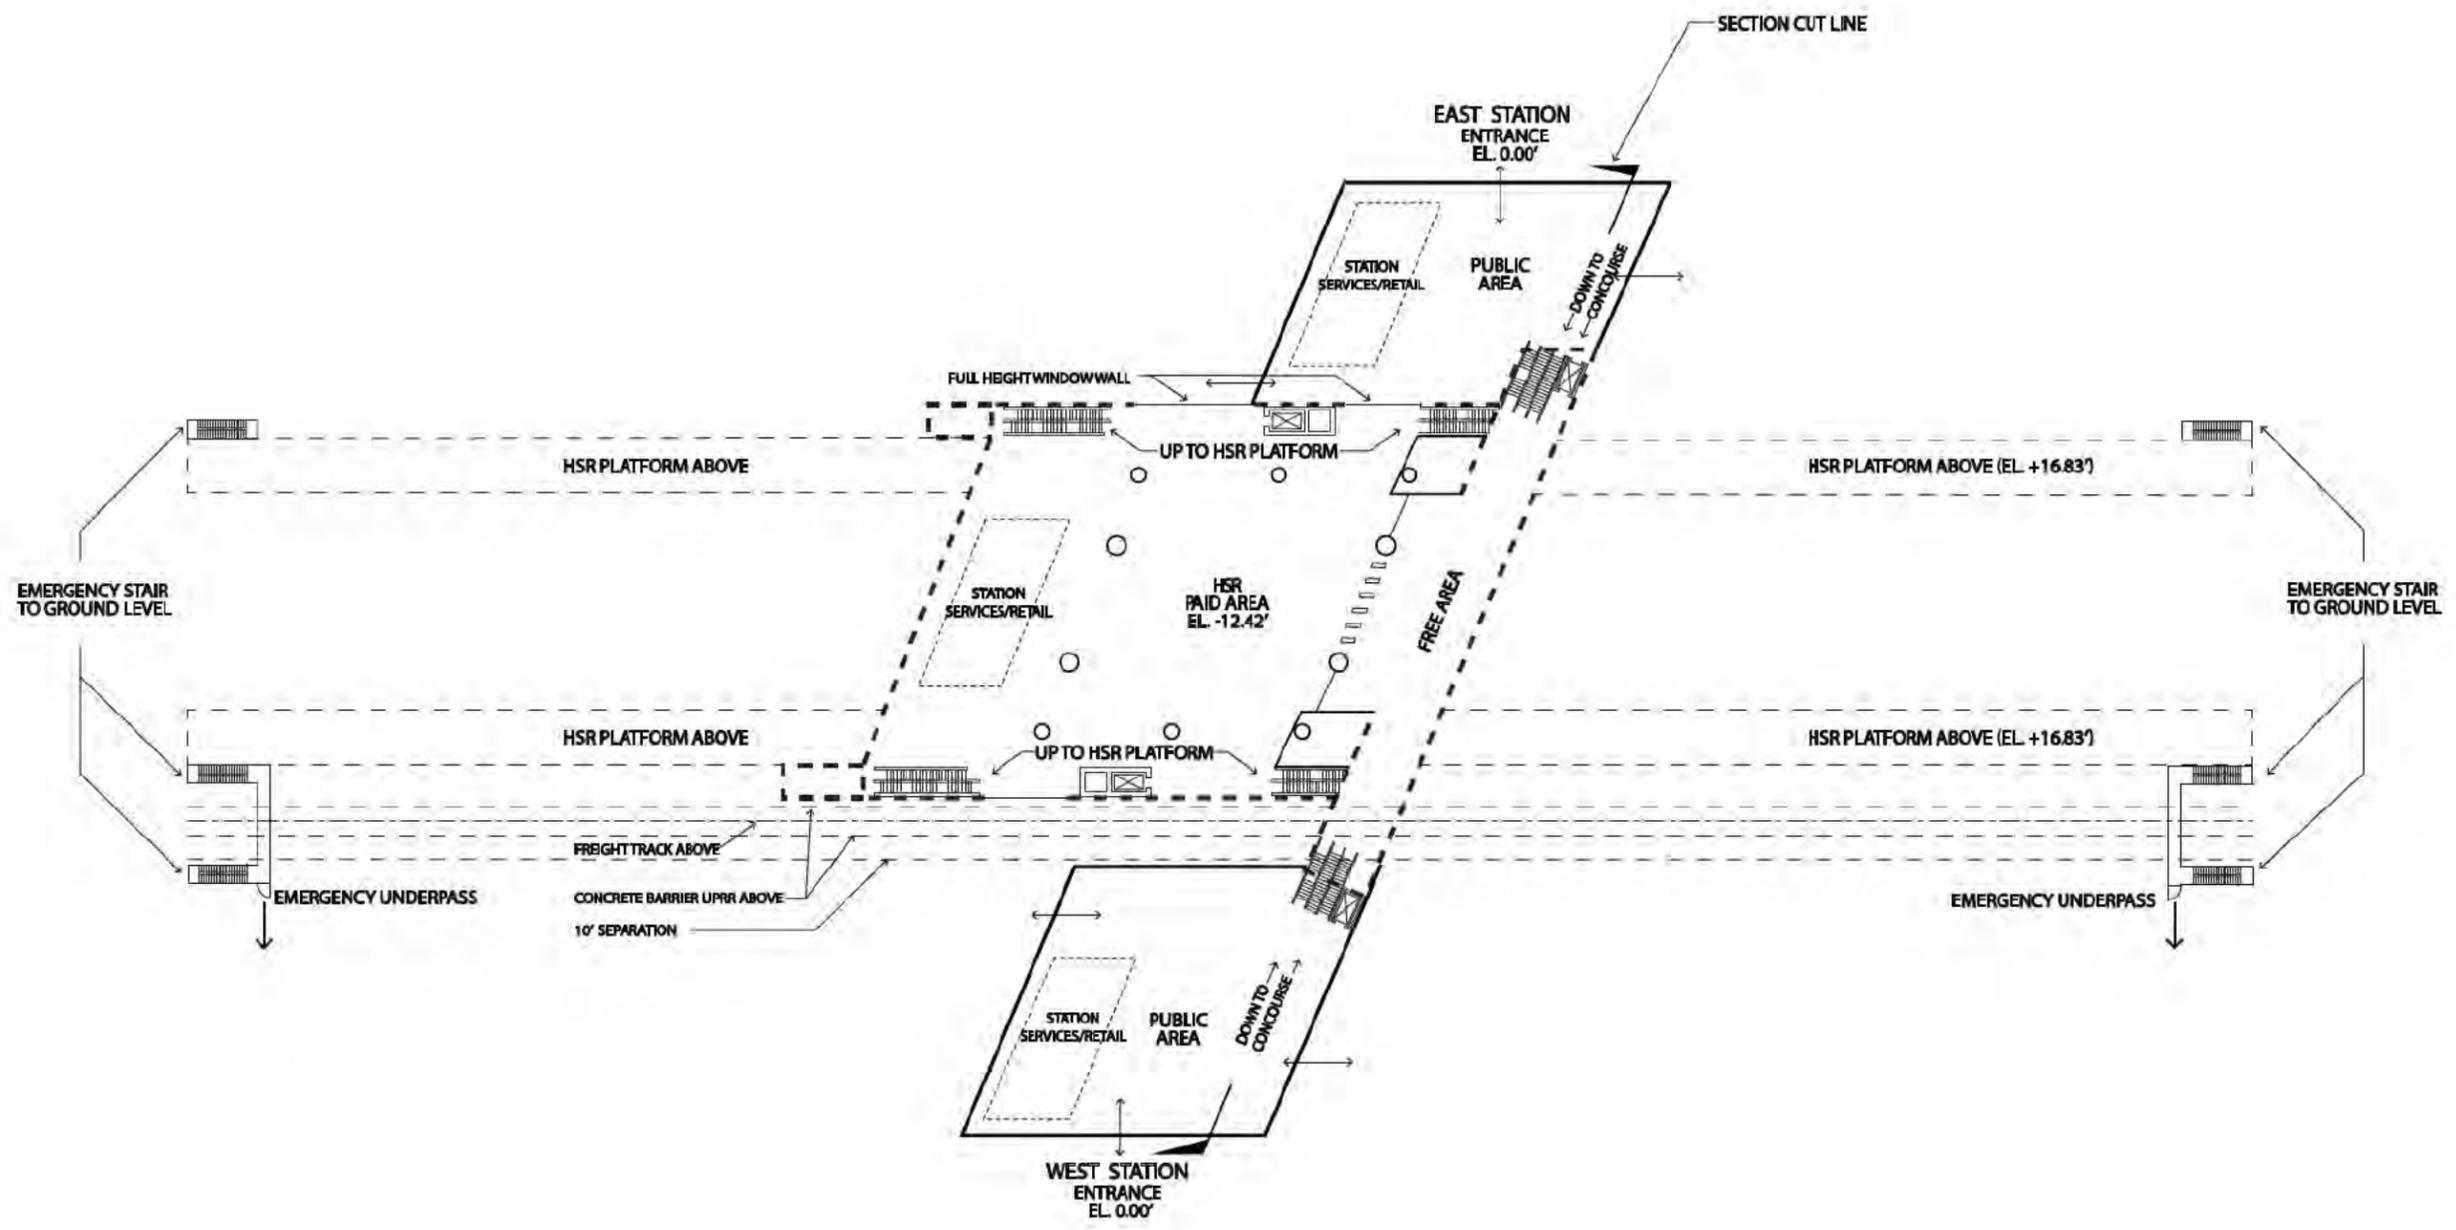 SECTION CUT LINE
EAST STATION
ENTRANCE
EL. 0.00'
STATION
SERVICES/RETAIL
PUBLIC
AREA
DOWN TO
CONCOURSE
FULL HEIGHT WINDOW WALL
UP TO HSR PLATFORM
HSR PLATFORM ABOVE
HSR PLATFORM ABOVE (EL. +16.83')
EMERGENCY STAIR
TO GROUND LEVEL
STATION
SERVICES/RETAIL
HSR
PAID AREA
EL. -12.42'
FREE AREA
EMERGENCY STAIR
TO GROUND LEVEL
HSR PLATFORM ABOVE
UP TO HSR PLATFORM
HSR PLATFORM ABOVE (EL. +16.83')
FREIGHT TRACK ABOVE
EMERGENCY UNDERPASS
CONCRETE BARRIER UPRR ABOVE
EMERGENCY UNDERPASS
10' SEPARATION
STATION
SERVICES/RETAIL
PUBLIC
AREA
DOWN TO
CONCOURSE
WEST STATION
ENTRANCE
EL. 0.00'